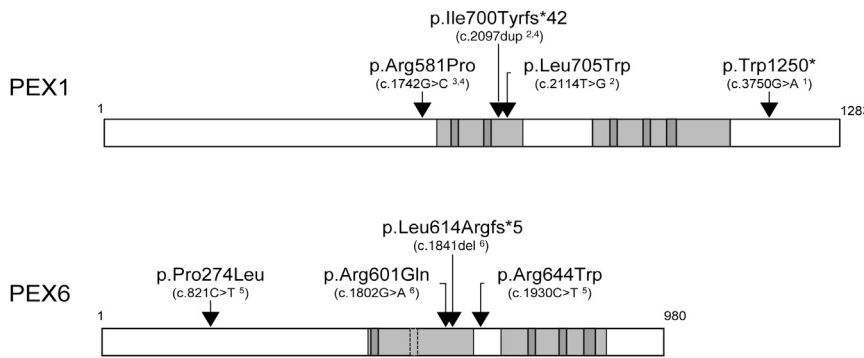 p.Ile700Tyrfs*42
(c.2097dup 2,4)
p.Arg581Pro
(c.1742G>C 3,4)
p.Leu705Trp
(c.2114T>G 2)
p.Trp1250*
(c.3750G>A 1)
PEX1
1
1283
p.Leu614Argfs*5
(c.1841del 6)
p.Pro274Leu
(c.821C>T 5)
p.Arg601Gln
(c.1802G>A 6)
p.Arg644Trp
(c.1930C>T 5)
PEX6
1
980